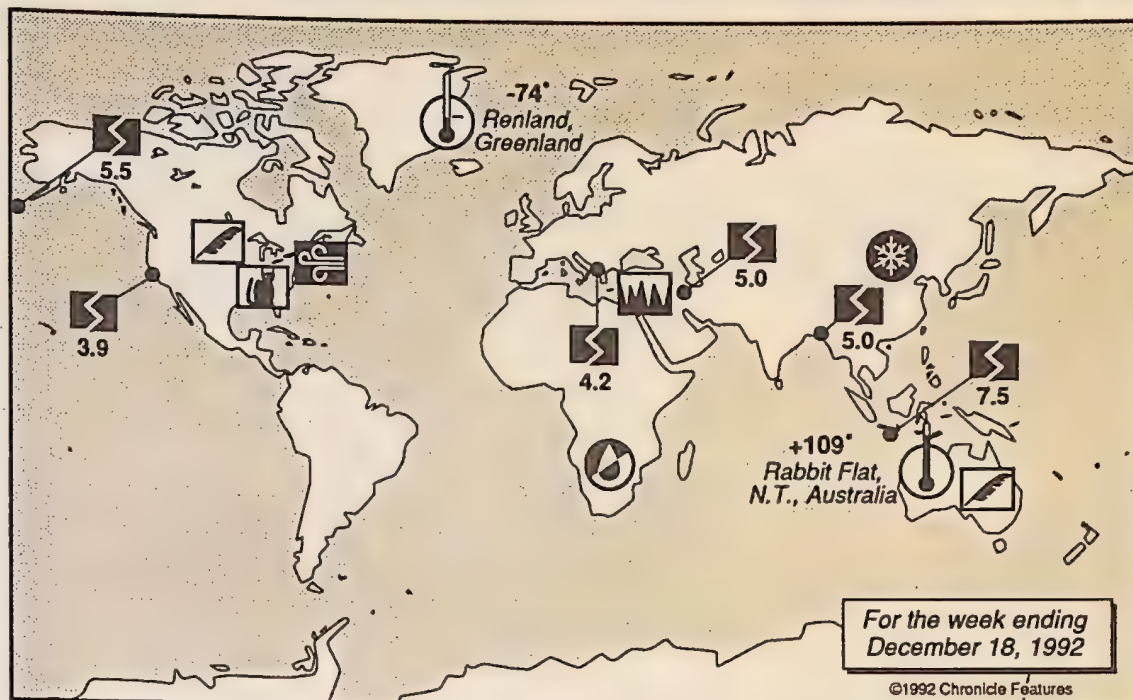 -74°
Renland,
Greenland
5.5
5.0
3.9
5.0
4.2
7.5
+109°
Rabbit Flat,
N.T., Australia
For the week ending
December 18, 1992
©1992 Chronicle Features